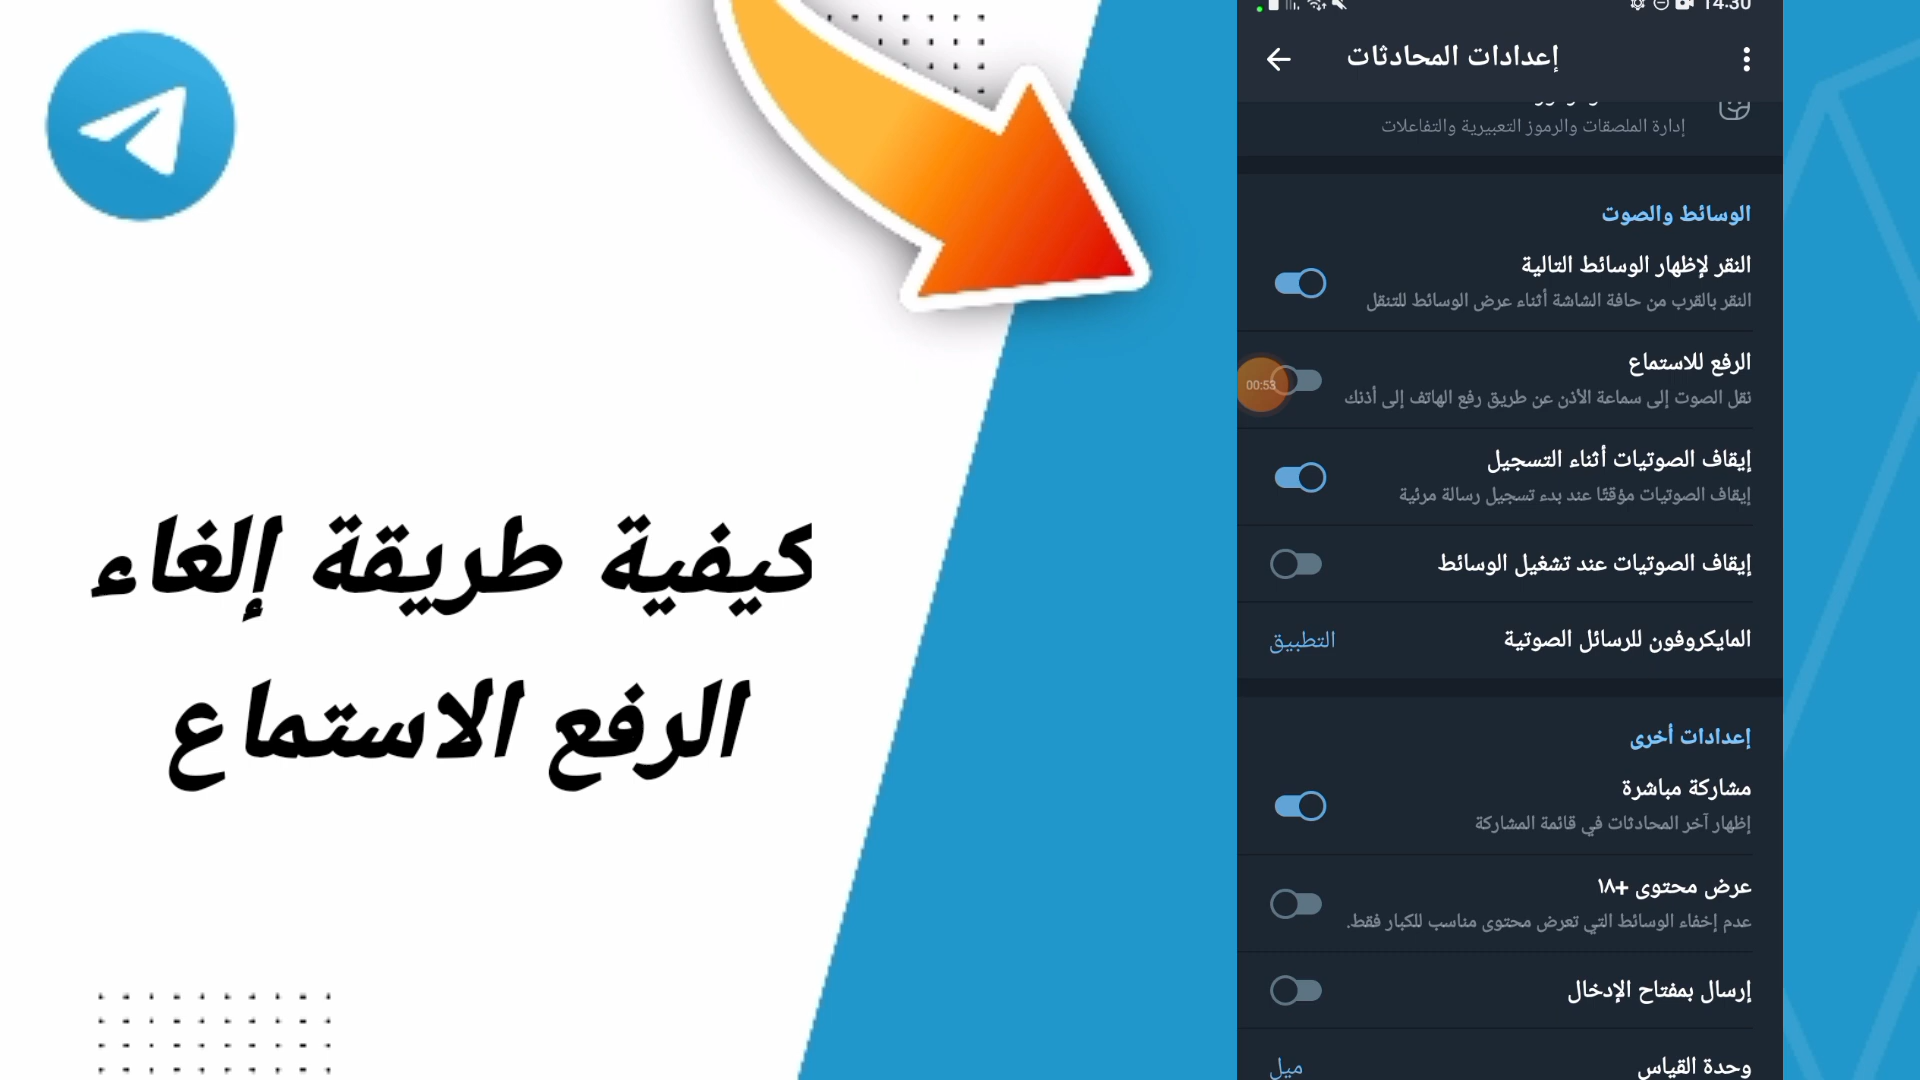 كيفية طريقة إلغاء
الرفع الاستماع
14:30
إعدادات المحادثات
إدارة الملصقات والرموز التعبيرية والتفاعلات
الوسائط والصوت
النقر لإظهار الوسائط التالية
النقر بالقرب من حافة الشاشة أثناء عرض الوسائط للتنقل
الرفع للاستماع
00:53
نقل الصوت إلى سماعة الأذن عن طريق رفع الهاتف إلى أذنك
إيقاف الصوتيات أثناء التسجيل
إيقاف الصوتيات مؤقتًا عند بدء تسجيل رسالة مرئية
إيقاف الصوتيات عند تشغيل الوسائط
المايكروفون للرسائل الصوتية التطبيق
إعدادات أخرى
مشاركة مباشرة
إظهار آخر المحادثات في قائمة المشاركة
عرض محتوى +١٨
عدم إخفاء الوسائط التي تعرض محتوى مناسب للكبار فقط.
إرسال بمفتاح الإدخال
وحدة القياس ميل